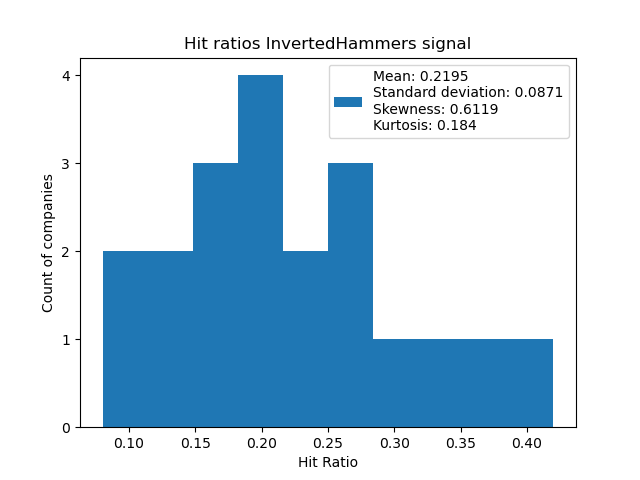 Hit ratios InvertedHammers signal
Mean: 0.2195
Standard deviation: 0.0871
Skewness: 0.6119
Kurtosis: 0.184
Count of companies
4
3
2
1
0
0.10 0.15 0.20 0.25 0.30 0.35 0.40
Hit Ratio